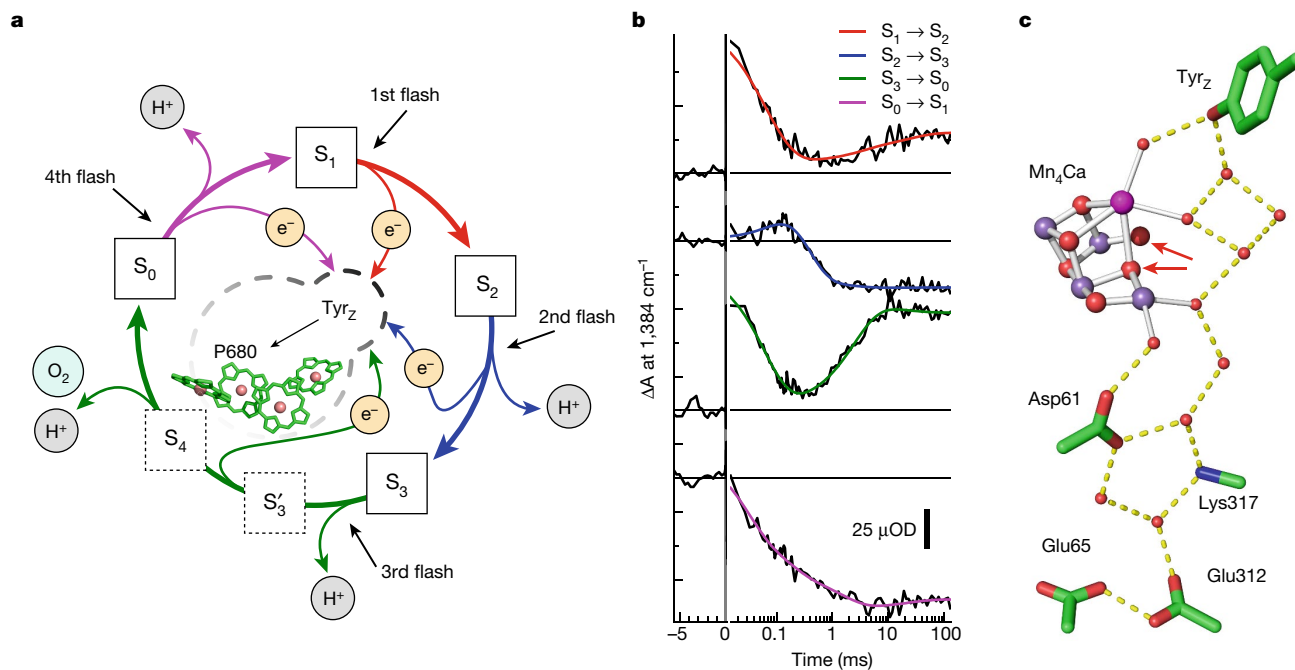 a
H⁺
1st flash
S₁
4th flash
e⁻
e⁻
S₀
S₂
Tyr_Z
2nd flash
P680
O₂
e⁻
e⁻
H⁺
H⁺
S₄
S₃
S′₃
3rd flash
H⁺
b
S₁ → S₂
S₂ → S₃
S₃ → S₀
S₀ → S₁
ΔA at 1,384 cm⁻¹
25 μOD
−5
0
0.1
1
10
100
Time (ms)
c
Tyr_Z
Mn₄Ca
Asp61
Lys317
Glu65
Glu312